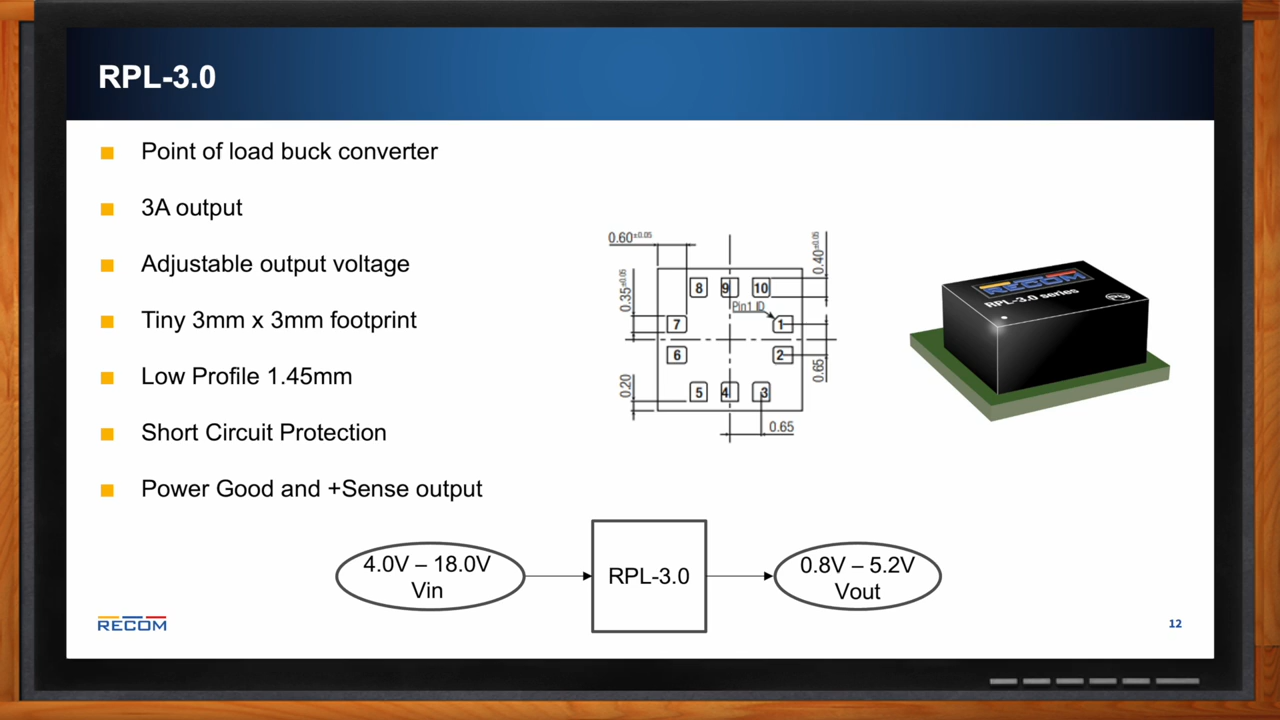 RPL-3.0
Point of load buck converter
3A output
Adjustable output voltage
Tiny 3mm x 3mm footprint
Low Profile 1.45mm
Short Circuit Protection
Power Good and +Sense output
0.60±0.05
0.40±0.05
0.35±0.05
8 9 10
Pin1 ID
7 1
6 2
0.65
0.20
5 4 3
0.65
RECOM
RPL-3.0 series
Pb
4.0V – 18.0V
Vin
RPL-3.0
0.8V – 5.2V
Vout
RECOM
12